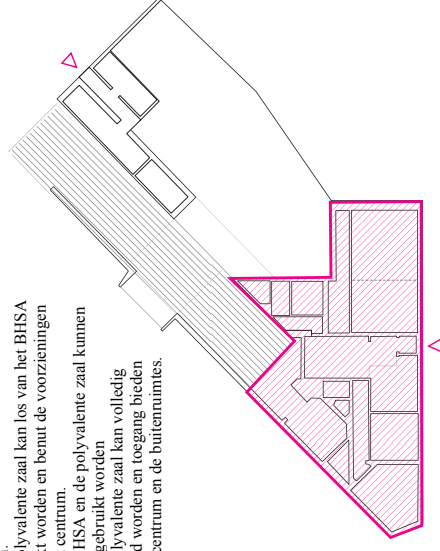 olyvalente zaal kan los van het BHSA
t worden en benut de voorzieningen
centrum.
HSA en de polyvalente zaal kunnen
gebruikt worden
lyvalente zaal kan volledig
d worden en toegang bieden
centrum en de buitenruimtes.